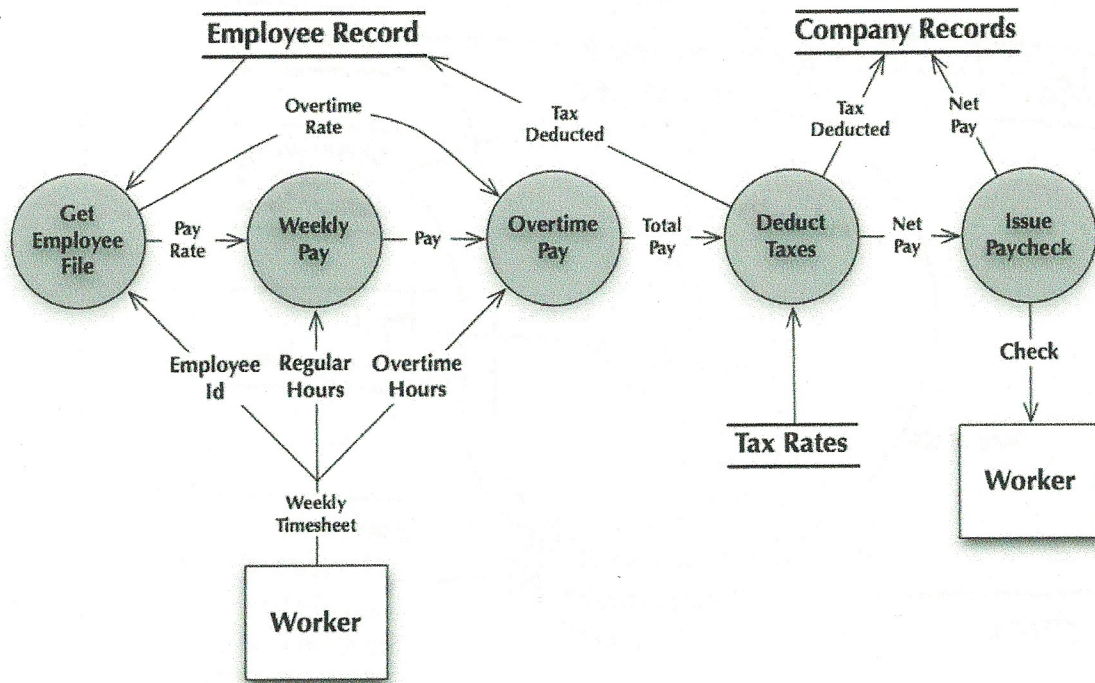 Employee Record
Company Records
Overtime
Rate
Tax
Deducted
Tax
Deducted
Net
Pay
Get
Employee
File
Pay
Rate
Weekly
Pay
Pay
Overtime
Pay
Total
Pay
Deduct
Taxes
Net
Pay
Issue
Paycheck
Employee
Id
Regular
Hours
Overtime
Hours
Check
Tax Rates
Worker
Weekly
Timesheet
Worker